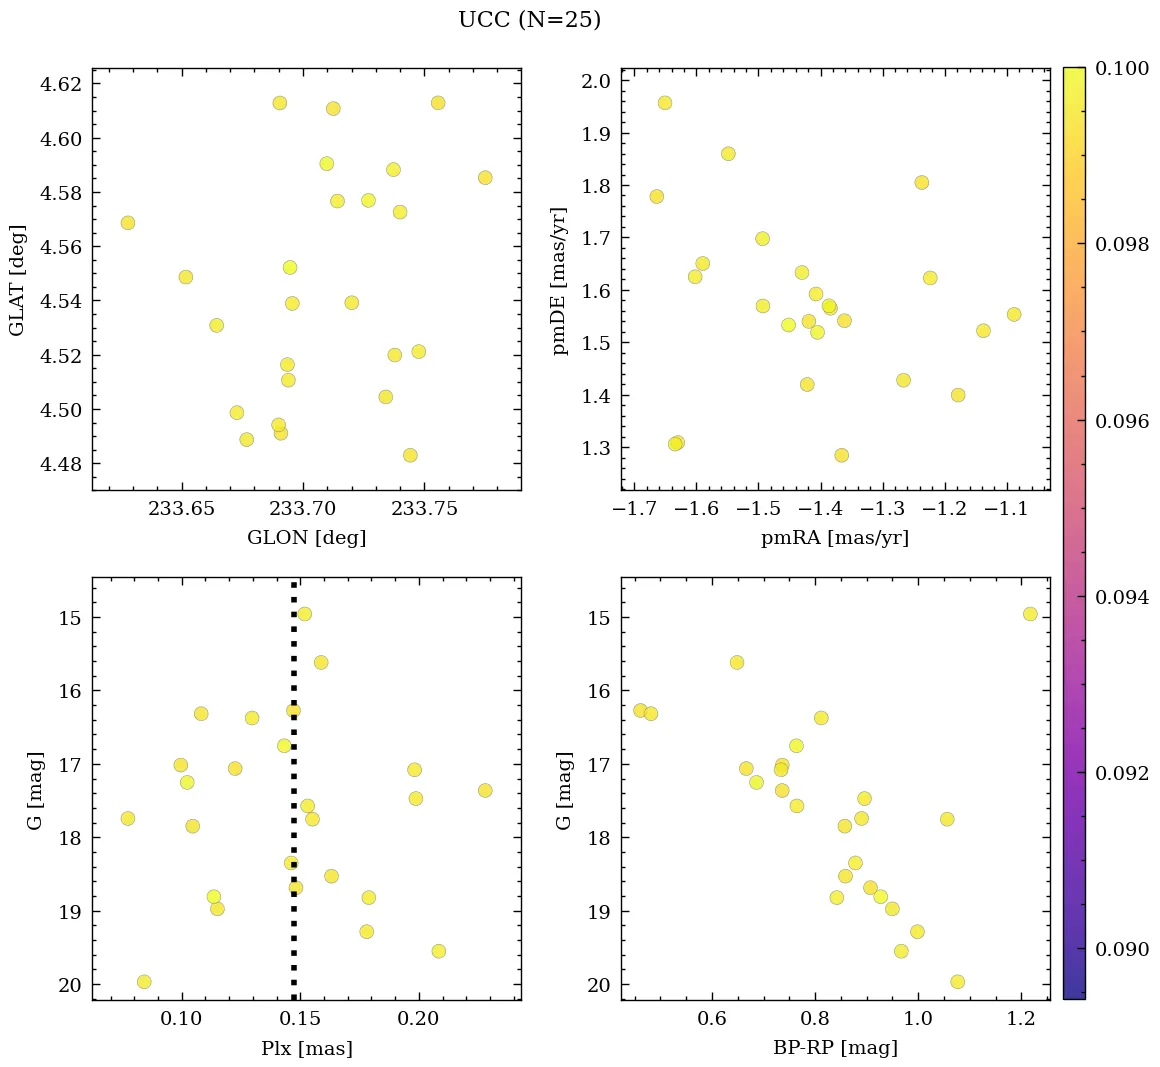 UCC (N=25)
4.62
4.60
4.58
4.56
4.54
4.52
4.50
4.48
GLAT [deg]
233.65 233.70 233.75
GLON [deg]
2.0
1.9
1.8
1.7
1.6
1.5
1.4
1.3
pmDE [mas/yr]
−1.7 −1.6 −1.5 −1.4 −1.3 −1.2 −1.1
pmRA [mas/yr]
15
16
17
18
19
20
G [mag]
0.10 0.15 0.20
Plx [mas]
15
16
17
18
19
20
G [mag]
0.6 0.8 1.0 1.2
BP-RP [mag]
0.100
0.098
0.096
0.094
0.092
0.090